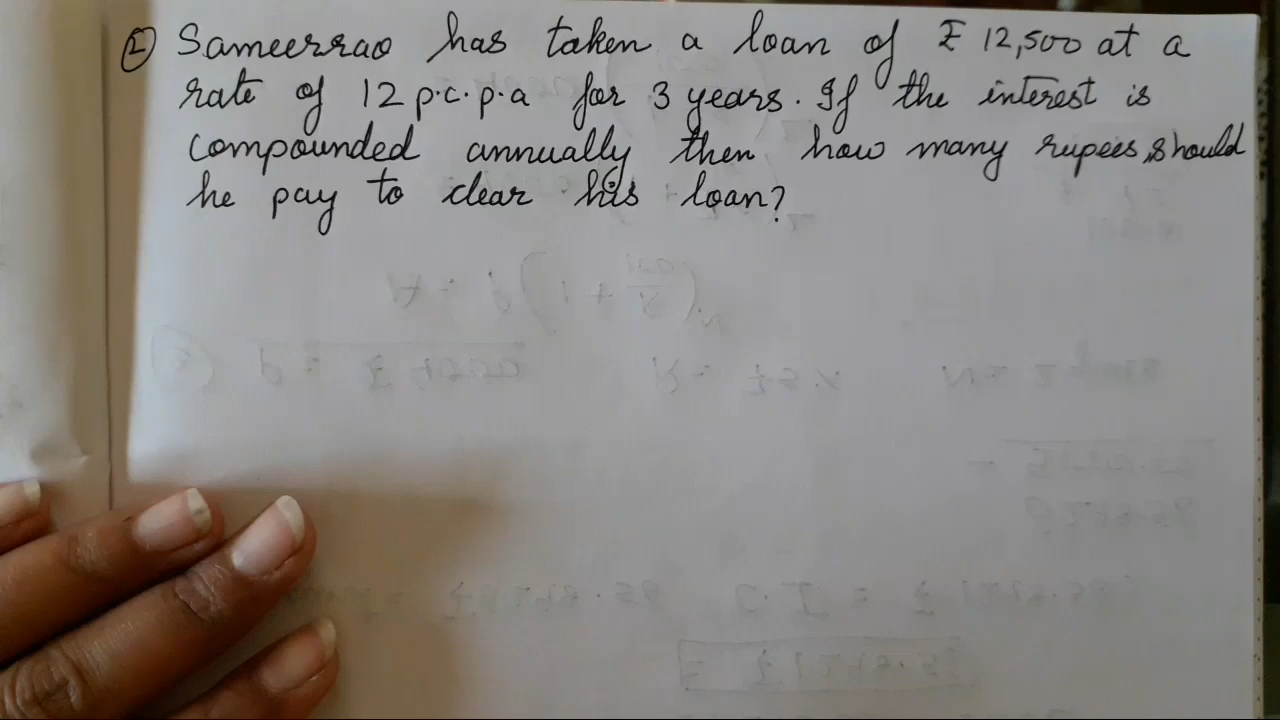 ② Sameerrao has taken a loan of ₹ 12,500 at a
rate of 12 p.c.p.a for 3 years. If the interest is
compounded annually then how many rupees should
he pay to clear his loan?